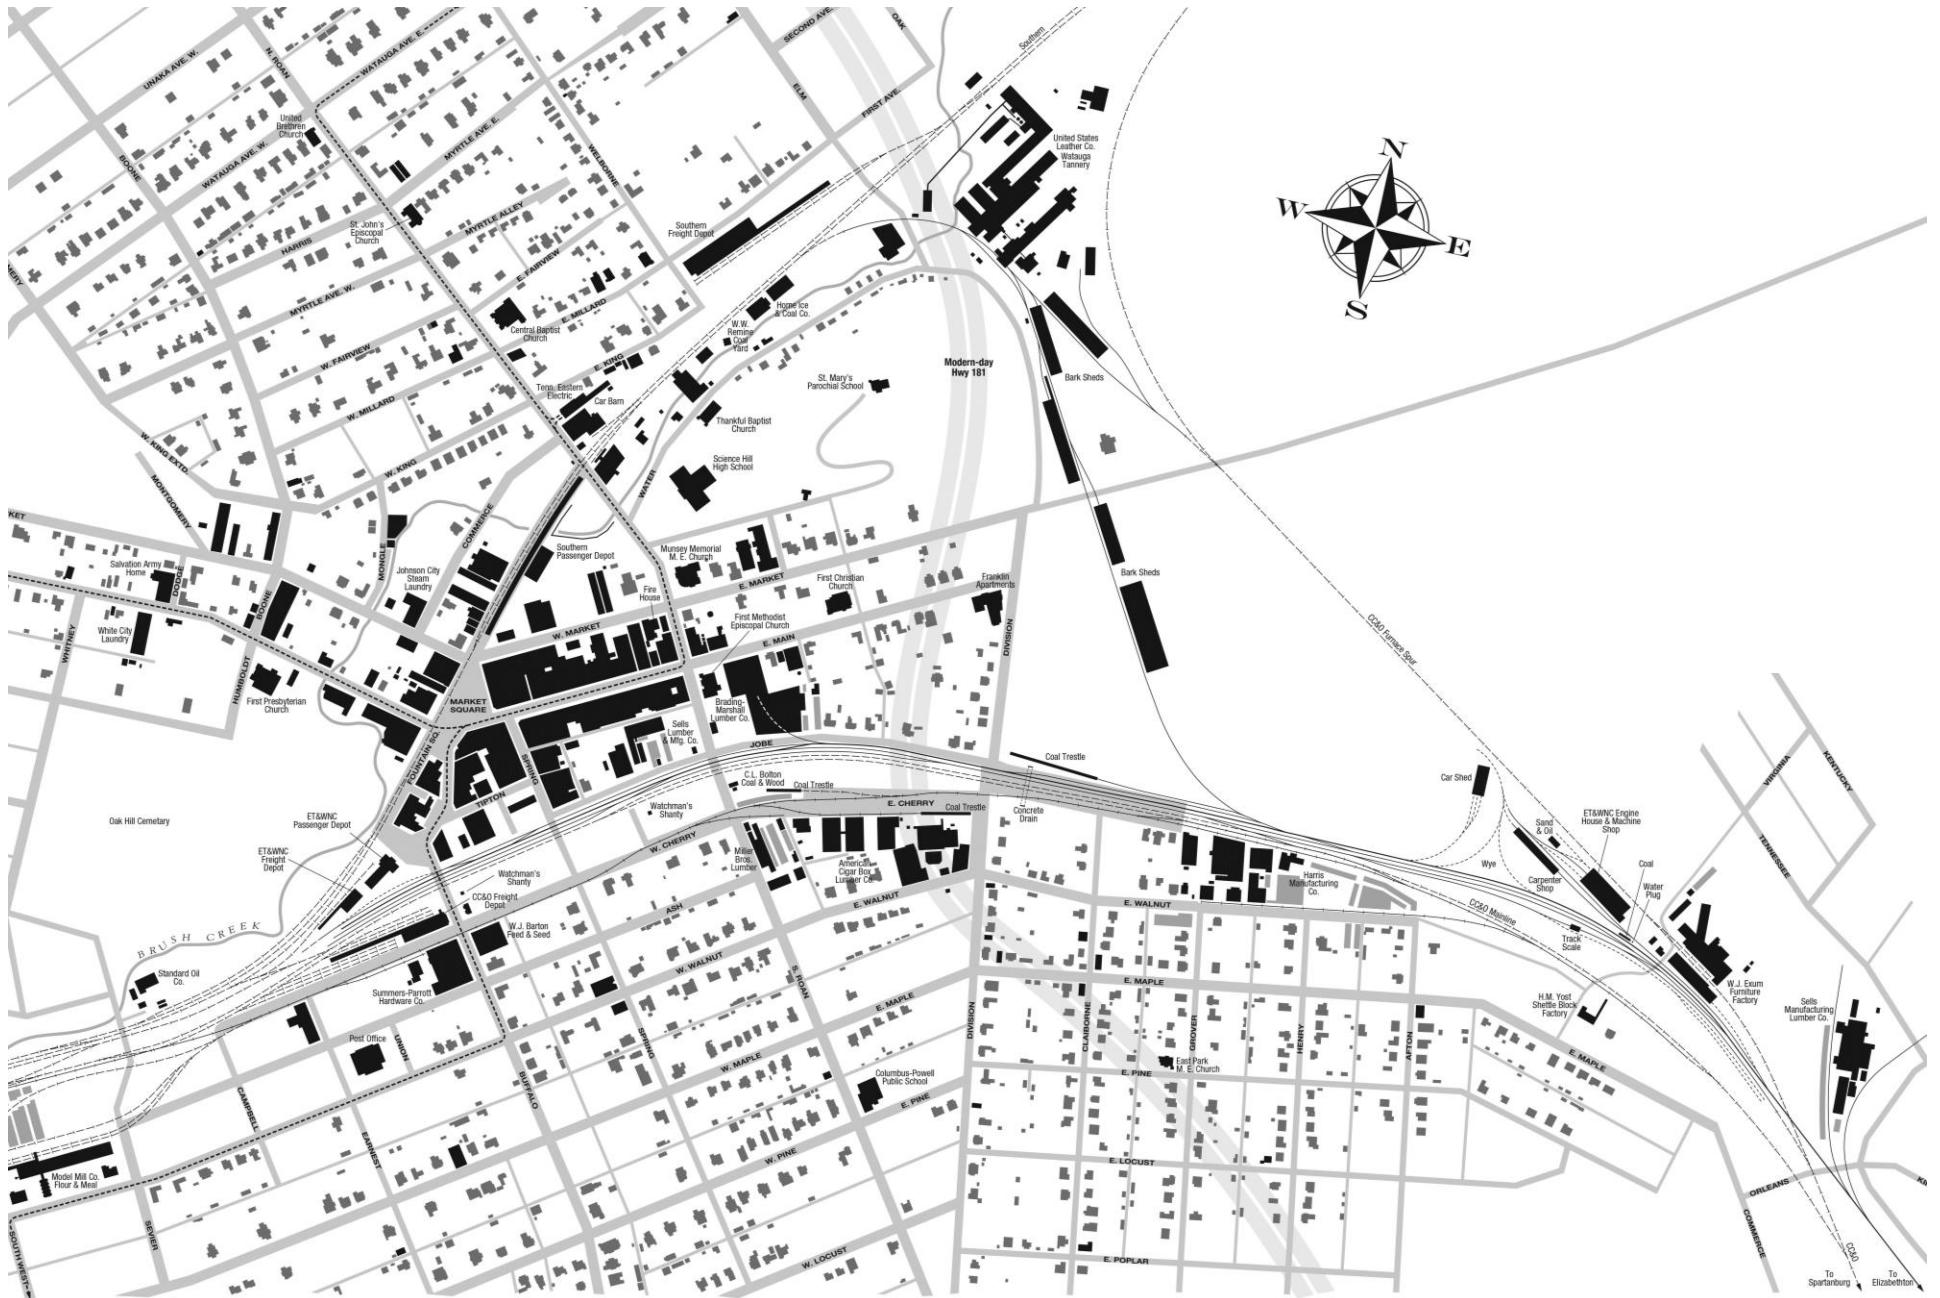 SECOND AVE.
OAK
Southern
UNAKA AVE. W.
N. ROAN
WATAUGA AVE. E.
ELM
FIRST AVE.
United
Brethren
Church
BOONE
WATAUGA AVE. W.
MYRTLE AVE. E.
WELBORNE
United States
Leather Co.
Watauga
Tannery
N
W
E
S
St. John's
Episcopal
Church
HARRIS
MYRTLE ALLEY
Southern
Freight Depot
E. FAIRVIEW
MYRTLE AVE. W.
E. MILLARD
Central Baptist
Church
Home Ice
& Coal Co.
W.W.
Remine
Coal
Yard
W. FAIRVIEW
E. KING
Modern-day
Hwy 181
St. Mary's
Parochial School
Bark Sheds
Tenn. Eastern
Electric
Car Barn
W. MILLARD
Thankful Baptist
Church
W. KING EXTD.
W. KING
Science Hill
High School
WATER
MONTGOMERY
COMMERCE
KET
MONGLE
Southern
Passenger Depot
Munsey Memorial
M. E. Church
Salvation Army
Home
DODGE
Johnson City
Steam
Laundry
Fire
House
E. MARKET
First Christian
Church
Franklin
Apartments
Bark Sheds
BOONE
WHITNEY
White City
Laundry
W. MARKET
First Methodist
Episcopal Church
E. MAIN
DIVISION
CC&O Furnace Spur
HUMBOLDT
First Presbyterian
Church
MARKET
SQUARE
Brading-
Marshall
Lumber Co.
Sells
Lumber
& Mfg. Co.
FOUNTAIN SQ.
SPRING
JOBE
Coal Trestle
Car Shed
VIRGINIA
KENTUCKY
C.L. Bolton
Coal & Wood
Coal Trestle
TIPTON
Oak Hill Cemetary
ET&WNC
Passenger Depot
Watchman's
Shanty
E. CHERRY
Coal Trestle
Concrete
Drain
Sand
& Oil
ET&WNC Engine
House & Machine
Shop
TENNESSEE
ET&WNC
Freight
Depot
W. CHERRY
Miller
Bros.
Lumber
American
Cigar Box
Lumber Co.
Harris
Manufacturing
Co.
Wye
Carpenter
Shop
Coal
Water
Plug
Watchman's
Shanty
CC&O Freight
Depot
ASH
E. WALNUT
E. WALNUT
CC&O Mainline
BRUSH CREEK
W.J. Barton
Feed & Seed
Track
Scale
Standard Oil
Co.
W. WALNUT
S. ROAN
Summers-Parrott
Hardware Co.
E. MAPLE
E. MAPLE
H.M. Yost
Shettle Block
Factory
W.J. Exum
Furniture
Factory
Sells
Manufacturing
Lumber Co.
Post Office
UNION
SPRING
DIVISION
CLAIBORNE
GROVER
HENRY
AFTON
W. MAPLE
East Park
M. E. Church
E. PINE
E. MAPLE
Columbus-Powell
Public School
BUFFALO
E. PINE
CAMPBELL
EARNEST
W. PINE
E. LOCUST
Model Mill Co.
Flour & Meal
ORLEANS
SEVIER
SOUTHWEST
W. LOCUST
E. POPLAR
COMMERCE
CC&O
To
Spartanburg
To
Elizabethton